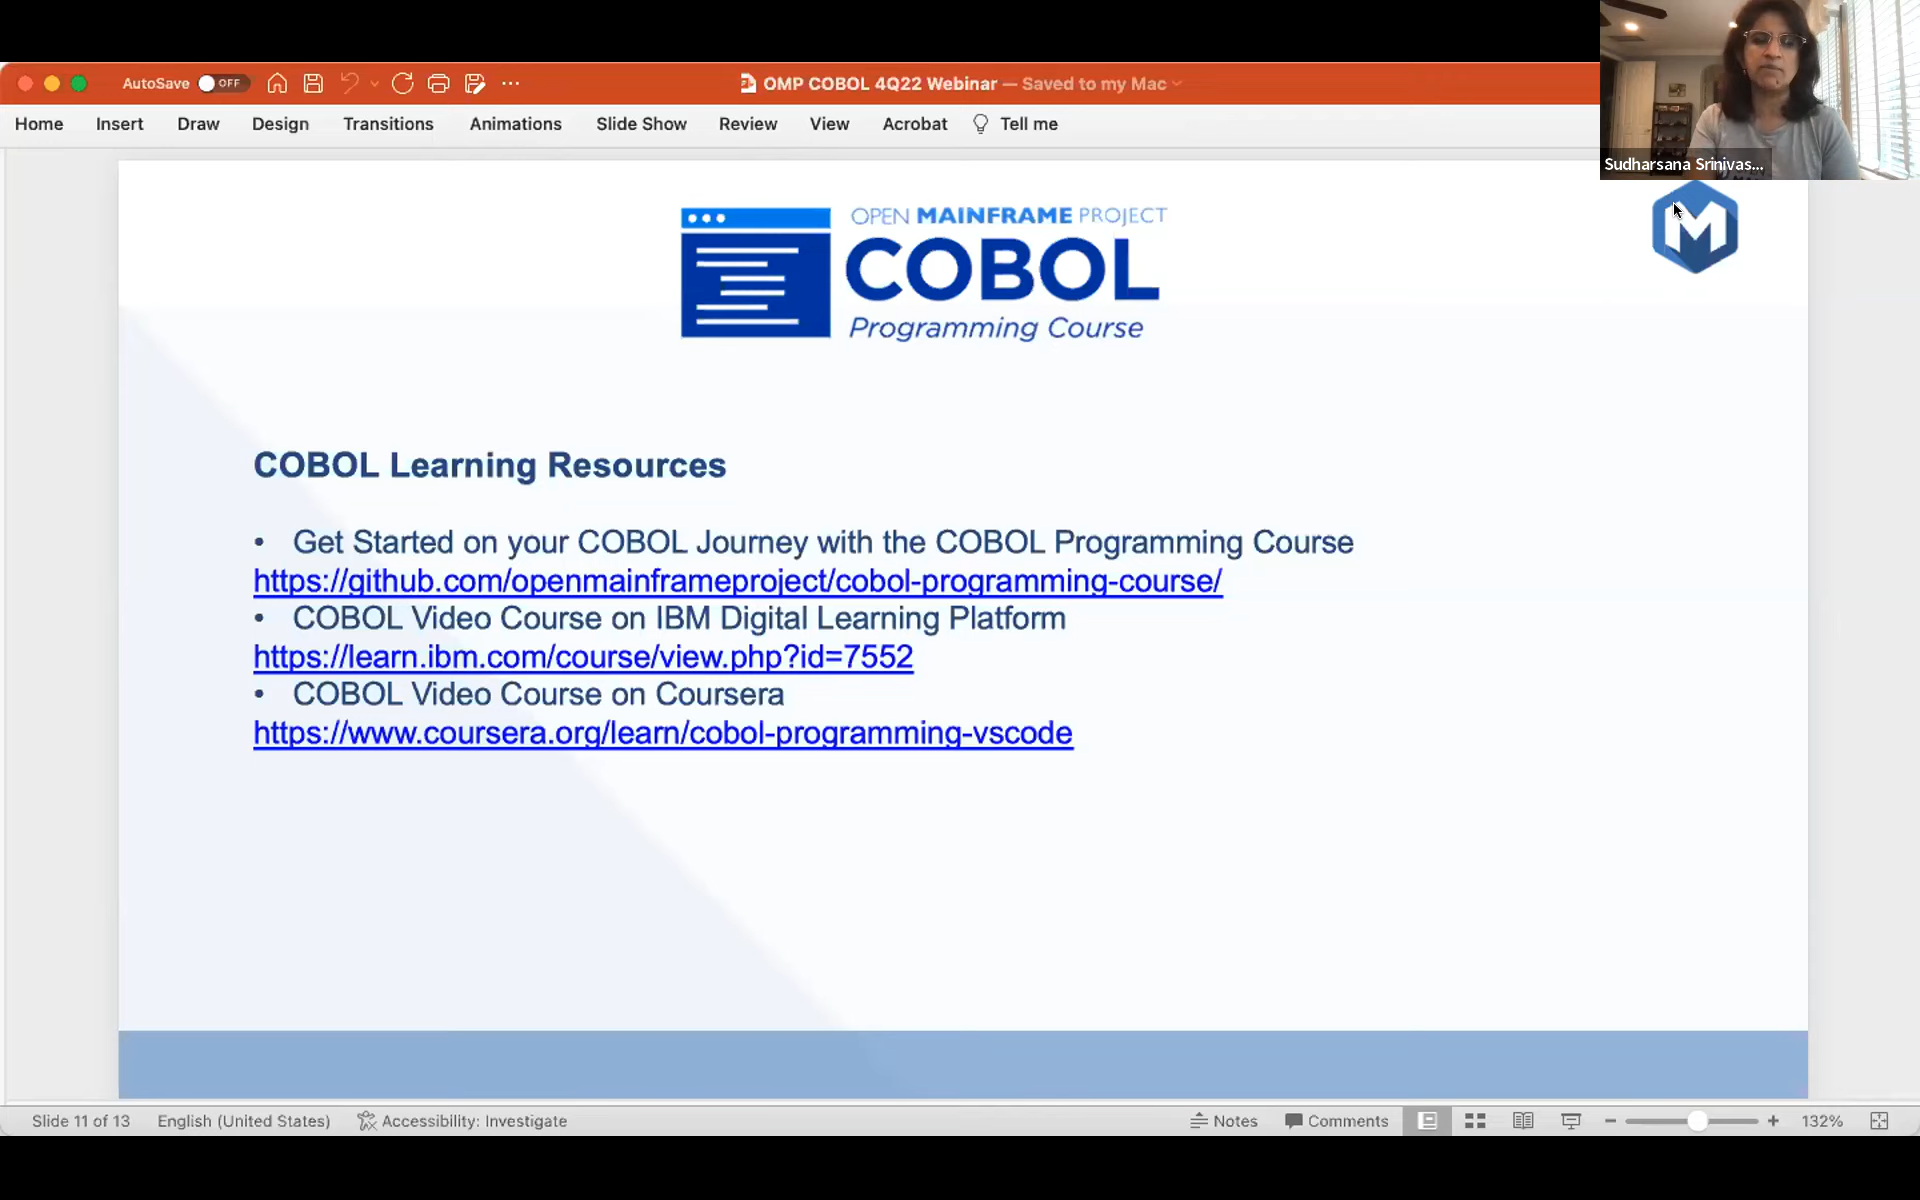 AutoSave OFF
OMP COBOL 4Q22 Webinar — Saved to my Mac
Home Insert Draw Design Transitions Animations Slide Show Review View Acrobat Tell me
Sudharsana Srinivas...
M
OPEN MAINFRAME PROJECT
COBOL
Programming Course
COBOL Learning Resources
• Get Started on your COBOL Journey with the COBOL Programming Course
https://github.com/openmainframeproject/cobol-programming-course/
• COBOL Video Course on IBM Digital Learning Platform
https://learn.ibm.com/course/view.php?id=7552
• COBOL Video Course on Coursera
https://www.coursera.org/learn/cobol-programming-vscode
Slide 11 of 13 English (United States) Accessibility: Investigate Notes Comments 132%